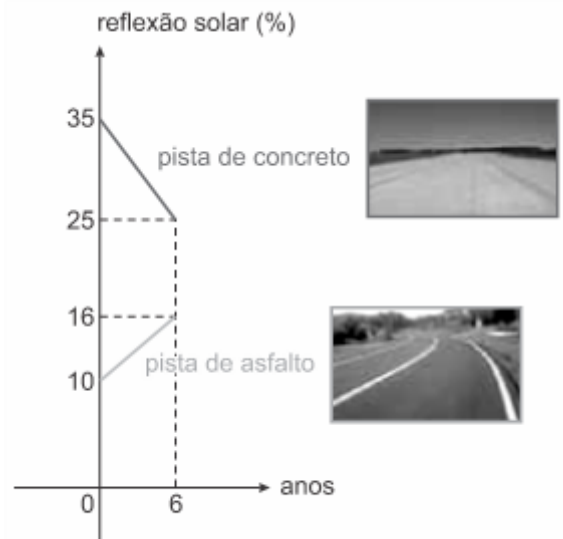 reflexão solar (%)
35
pista de concreto
25
16
pista de asfalto
10
0
6
anos